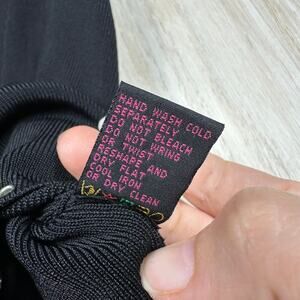 HAND WASH COLD
SEPARATELY
DO NOT BLEACH
DO NOT WRING
OR TWIST
RESHAPE AND
DRY FLAT
COOL IRON
OR DRY CLEAN